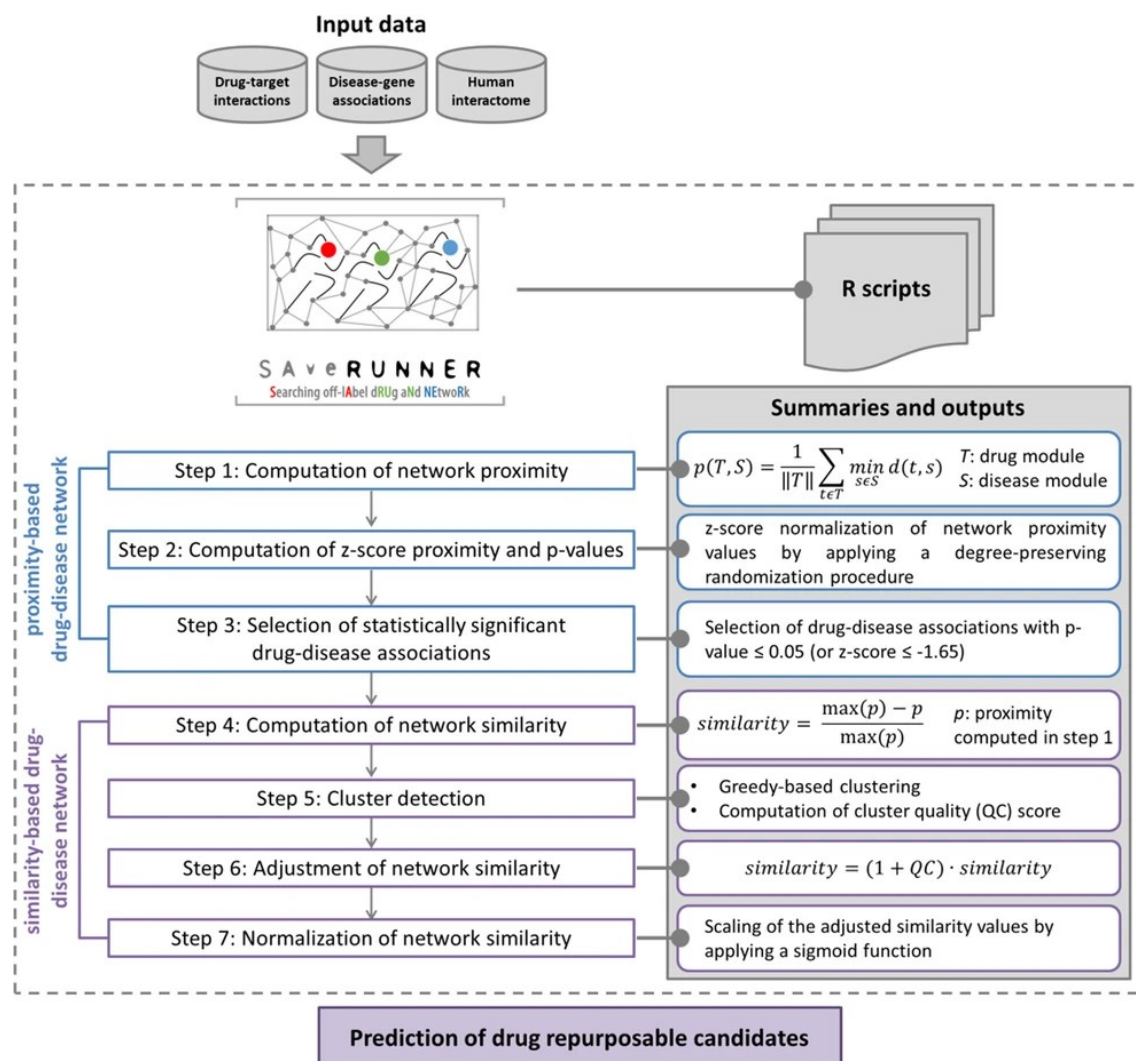 Input data
Drug-target
interactions
Disease-gene
associations
Human
interactome
SAveRUNNER
Searching off-lAbel dRUg aNd NEtwoRk
R scripts
Summaries and outputs
proximity-based
drug-disease network
Step 1: Computation of network proximity
p(T, S) = 1/‖T‖ ∑ t∈T min s∈S d(t, s)
T: drug module
S: disease module
Step 2: Computation of z-score proximity and p-values
z-score normalization of network proximity
values by applying a degree-preserving
randomization procedure
Step 3: Selection of statistically significant
drug-disease associations
Selection of drug-disease associations with p-
value ≤ 0.05 (or z-score ≤ -1.65)
similarity-based drug-
disease network
Step 4: Computation of network similarity
similarity = max(p) − p / max(p)
p: proximity
computed in step 1
Step 5: Cluster detection
• Greedy-based clustering
• Computation of cluster quality (QC) score
Step 6: Adjustment of network similarity
similarity = (1 + QC) · similarity
Step 7: Normalization of network similarity
Scaling of the adjusted similarity values by
applying a sigmoid function
Prediction of drug repurposable candidates